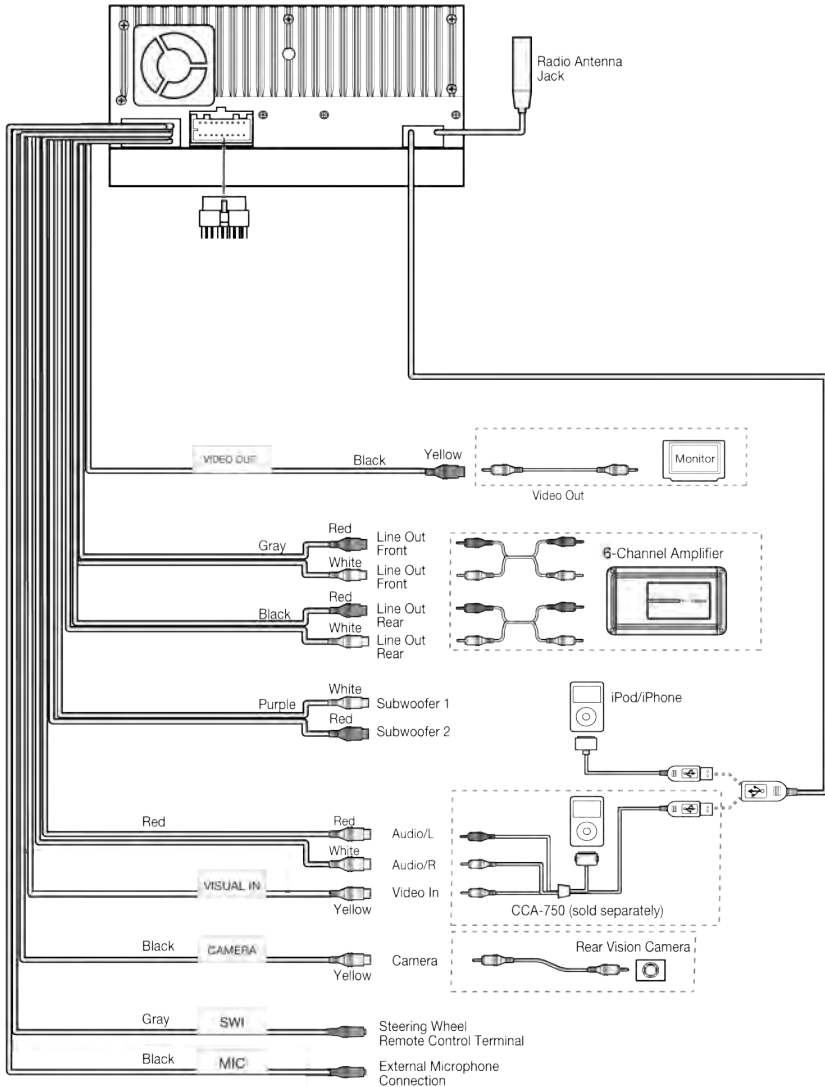 Radio Antenna
Jack
VIDEO OUT
Black
Yellow
Monitor
Video Out
Gray
Red
Line Out
Front
White
Line Out
Front
Black
Red
Line Out
Rear
White
Line Out
Rear
6-Channel Amplifier
Purple
White
Subwoofer 1
Red
Subwoofer 2
iPod/iPhone
Red
Red
Audio/L
White
Audio/R
VISUAL IN
Yellow
Video In
CCA-750 (sold separately)
Black
CAMERA
Yellow
Camera
Rear Vision Camera
Gray
SWI
Steering Wheel
Remote Control Terminal
Black
MIC
External Microphone
Connection